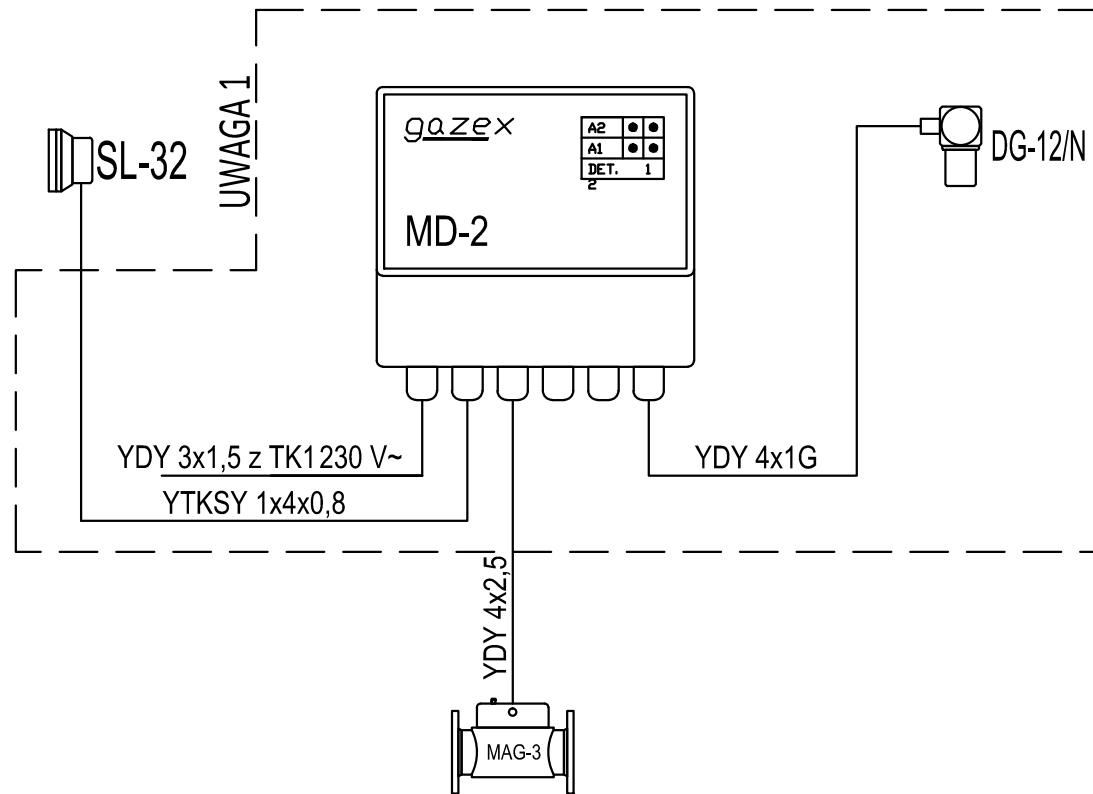 UWAGA 1
SL-32
gazex
A2
A1
DET. 1
2
MD-2
DG-12/N
YDY 3x1,5 z TK1 230 V~
YTKSY 1x4x0,8
YDY 4x1G
YDY 4x2,5
MAG-3